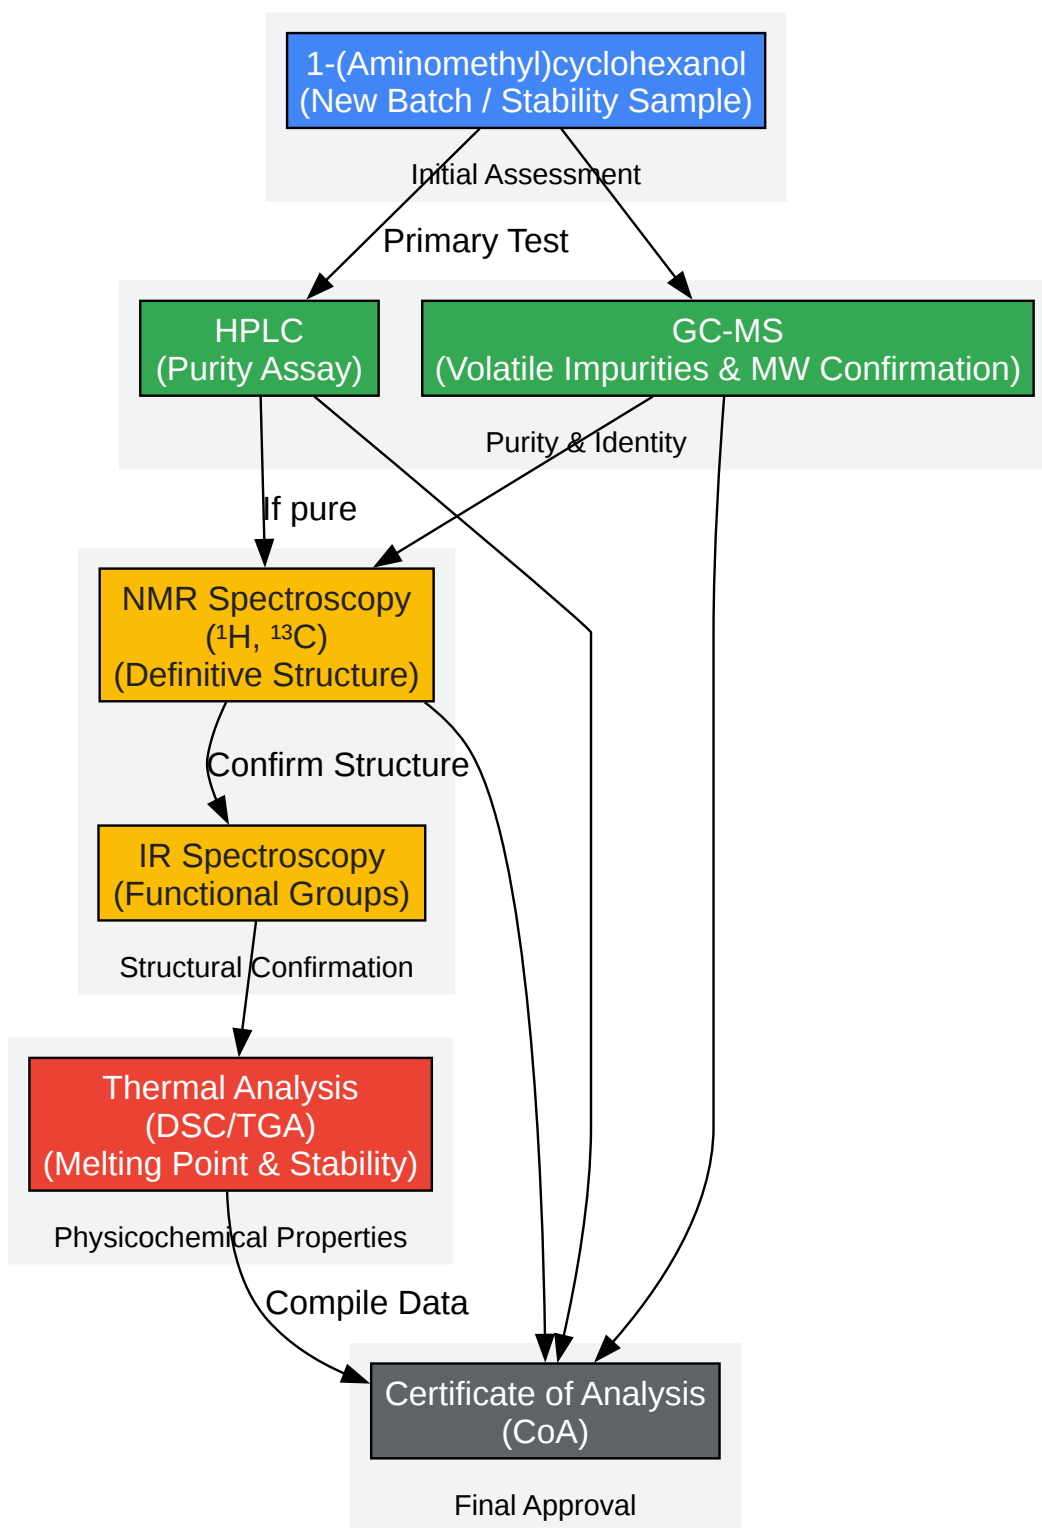 1-(Aminomethyl)cyclohexanol
(New Batch / Stability Sample)
Initial Assessment
Primary Test
HPLC
(Purity Assay)
GC-MS
(Volatile Impurities & MW Confirmation)
Purity & Identity
If pure
NMR Spectroscopy
(¹H, ¹³C)
(Definitive Structure)
Confirm Structure
IR Spectroscopy
(Functional Groups)
Structural Confirmation
Thermal Analysis
(DSC/TGA)
(Melting Point & Stability)
Physicochemical Properties
Compile Data
Certificate of Analysis
(CoA)
Final Approval